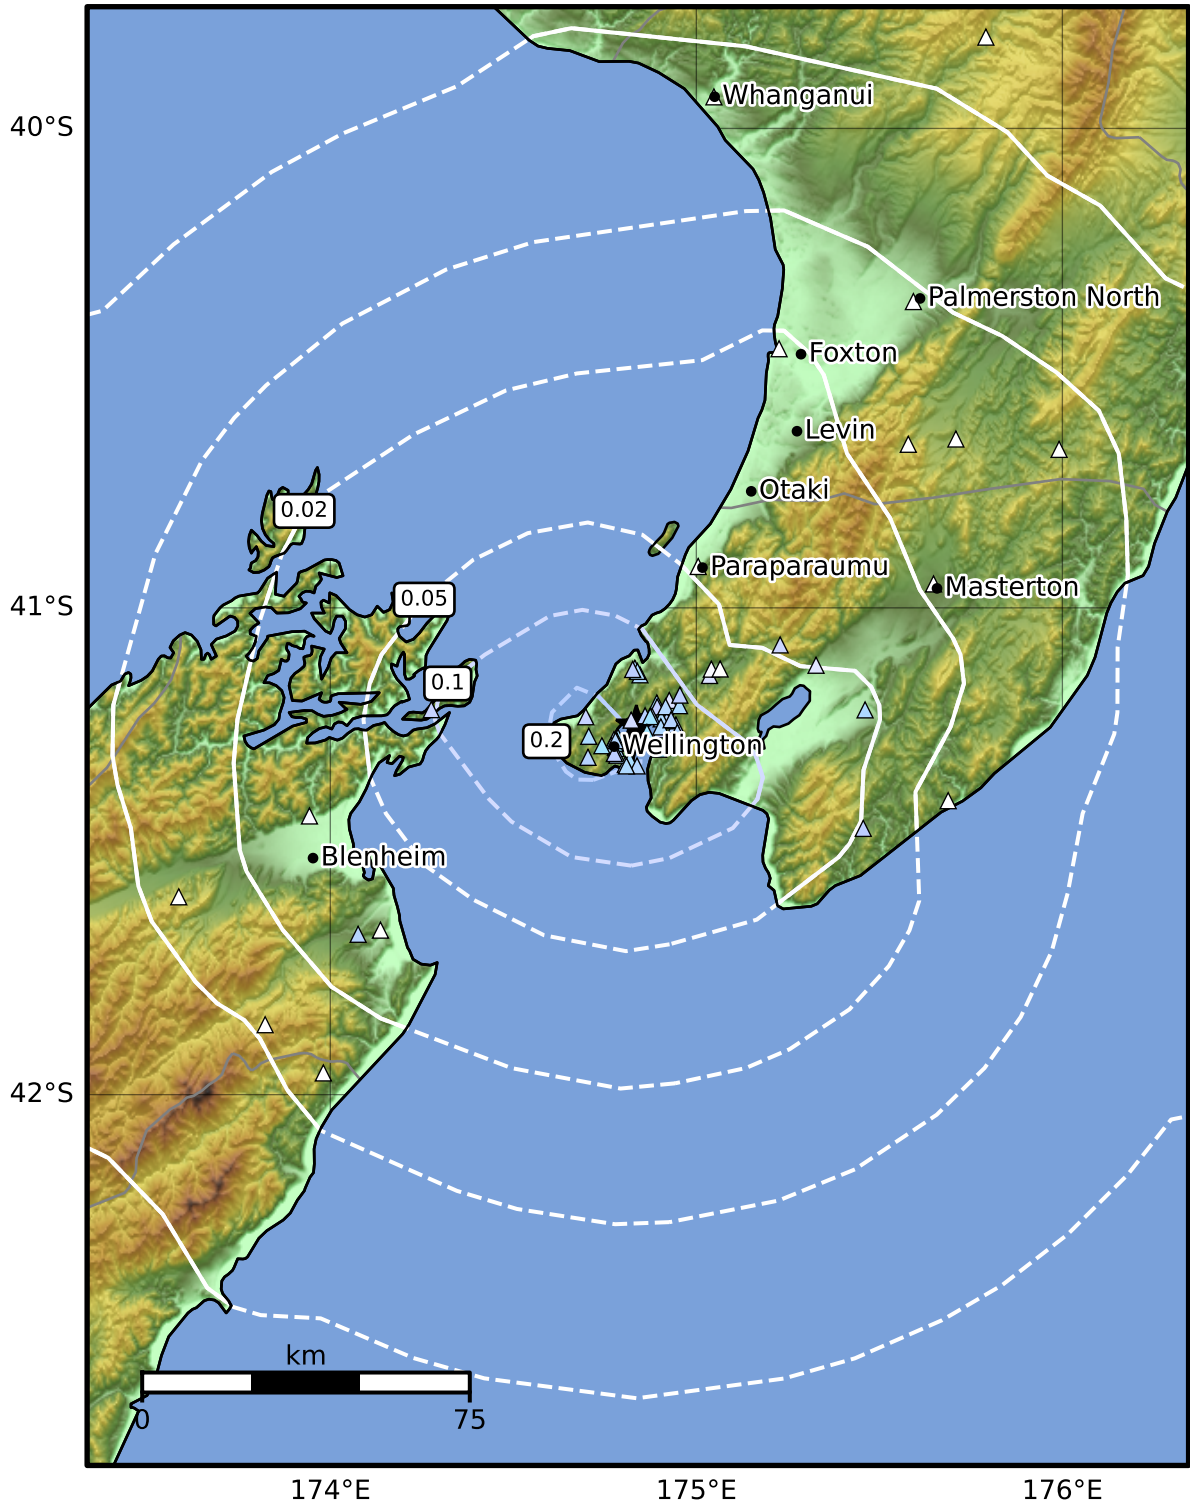 Whanganui
40°S
Palmerston North
Foxton
Levin
Otaki
0.02
Paraparaumu
Masterton
41°S
0.05
0.1
0.2
Wellington
Blenheim
42°S
km
0
75
174°E
175°E
176°E